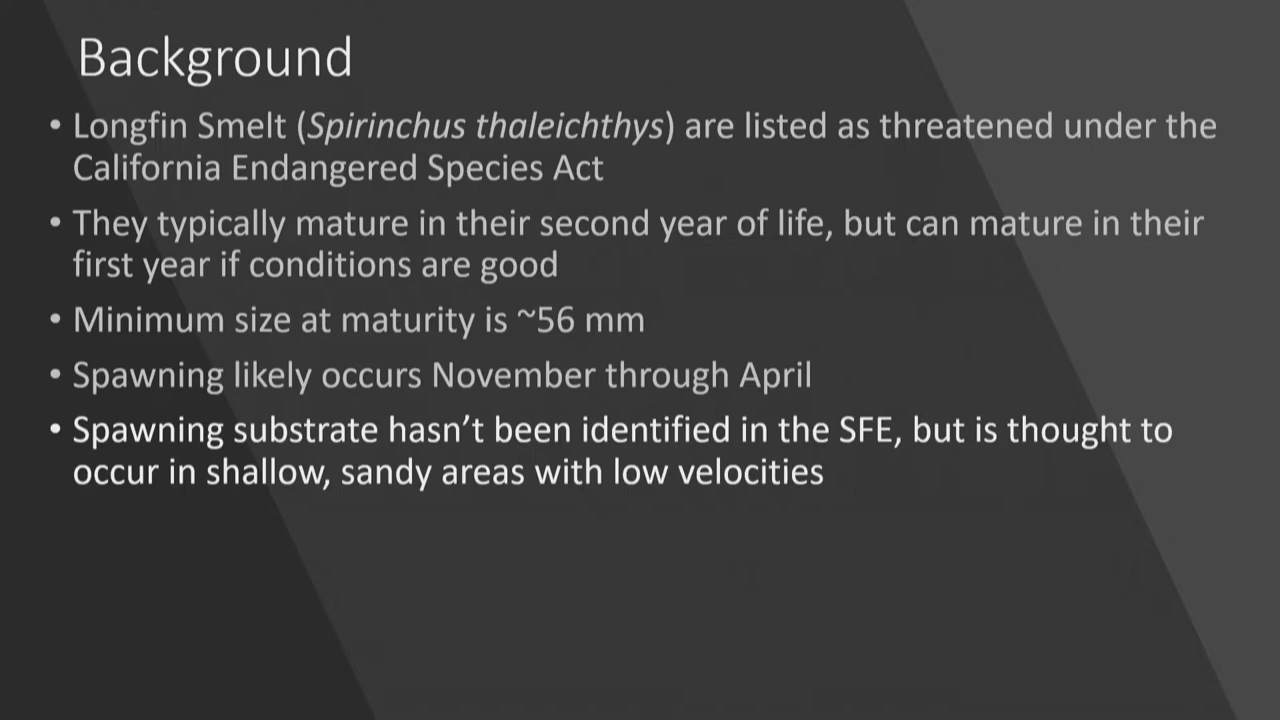 Background
• Longfin Smelt (Spirinchus thaleichthys) are listed as threatened under the
California Endangered Species Act
• They typically mature in their second year of life, but can mature in their
first year if conditions are good
• Minimum size at maturity is ~56 mm
• Spawning likely occurs November through April
• Spawning substrate hasn’t been identified in the SFE, but is thought to
occur in shallow, sandy areas with low velocities